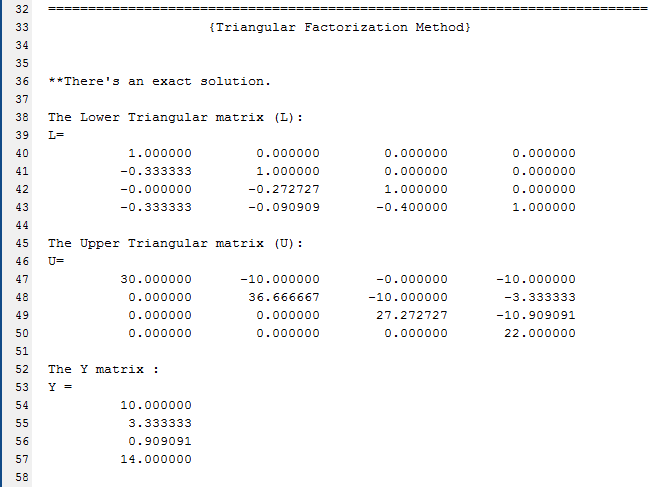 32 ===========================================================================
33 {Triangular Factorization Method}
34
35
36 **There's an exact solution.
37
38 The Lower Triangular matrix (L):
39 L=
40 1.000000 0.000000 0.000000 0.000000
41 -0.333333 1.000000 0.000000 0.000000
42 -0.000000 -0.272727 1.000000 0.000000
43 -0.333333 -0.090909 -0.400000 1.000000
44
45 The Upper Triangular matrix (U):
46 U=
47 30.000000 -10.000000 -0.000000 -10.000000
48 0.000000 36.666667 -10.000000 -3.333333
49 0.000000 0.000000 27.272727 -10.909091
50 0.000000 0.000000 0.000000 22.000000
51
52 The Y matrix :
53 Y =
54 10.000000
55 3.333333
56 0.909091
57 14.000000
58